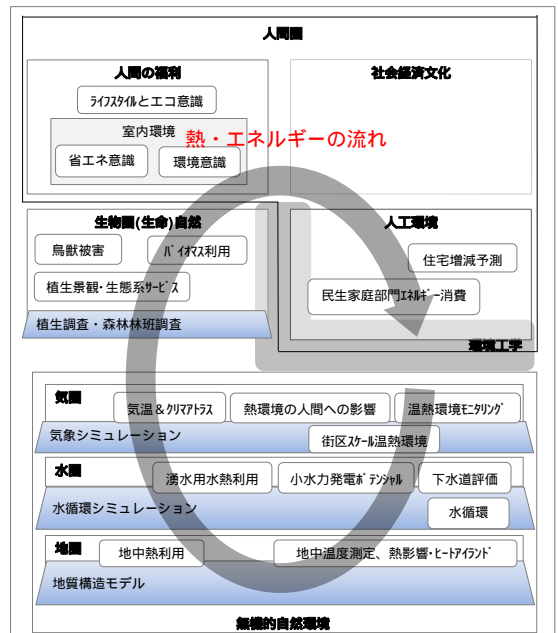 人間圏
人間の福利
社会経済文化
ﾗｲﾌｽﾀｲﾙとエコ意識
室内環境
熱・エネルギーの流れ
省エネ意識
環境意識
生物圏(生命)自然
人工環境
鳥獣被害
ﾊﾞｲｵﾏｽ利用
住宅増減予測
植生景観･生態系ｻｰﾋﾞｽ
民生家庭部門ｴﾈﾙｷﾞｰ消費
植生調査・森林林班調査
環境工学
気圏
気温＆ｸﾘﾏｱﾄﾗｽ
熱環境の人間への影響
温熱環境ﾓﾆﾀﾘﾝｸﾞ
気象シミュレーション
街区ｽｹｰﾙ温熱環境
水圏
湧水用水熱利用
小水力発電ﾎﾟﾃﾝｼｬﾙ
下水道評価
水循環シミュレーション
水循環
地圏
地中熱利用
地中温度測定、熱影響･ﾋｰﾄｱｲﾗﾝﾄﾞ
地質構造モデル
無機的自然環境